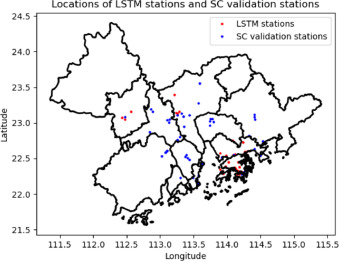 Locations of LSTM stations and SC validation stations
LSTM stations
SC validation stations
24.5
24.0
23.5
23.0
22.5
22.0
21.5
Latitude
111.5 112.0 112.5 113.0 113.5 114.0 114.5 115.0 115.5
Longitude